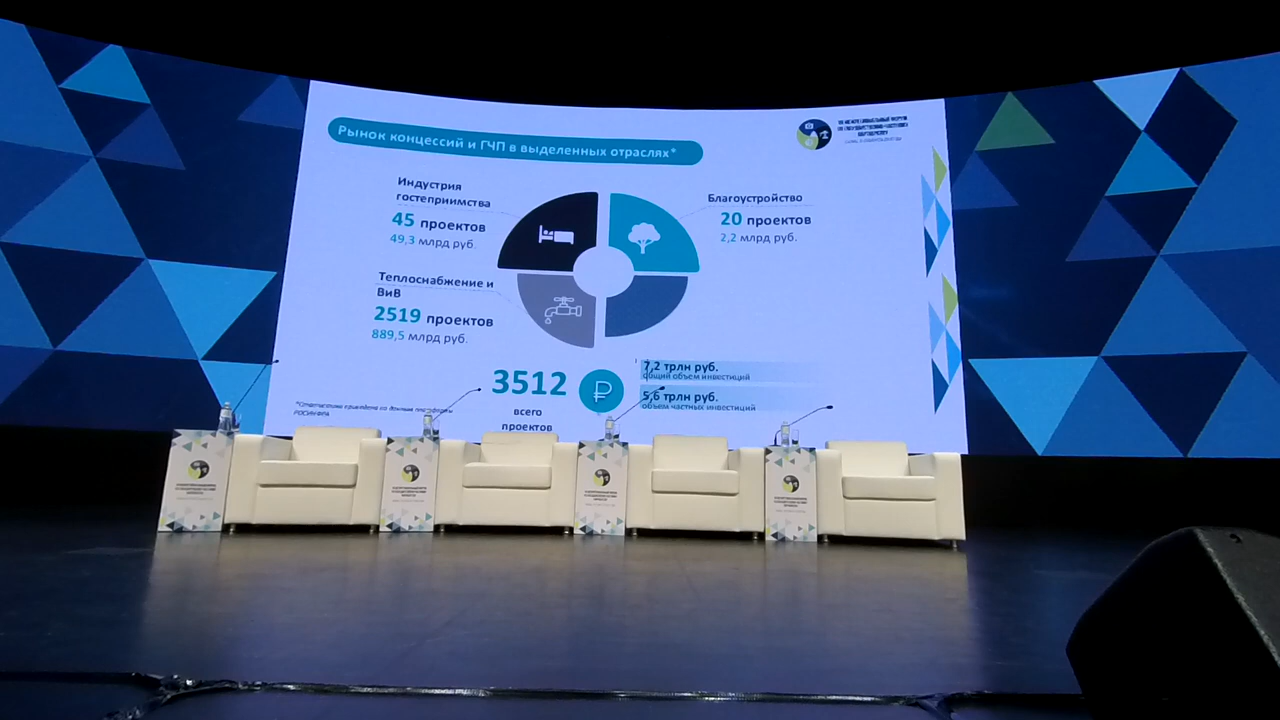 Рынок концессий и ГЧП в выделенных отраслях*
Индустрия
гостеприимства
45 проектов
49,3 млрд руб.
Благоустройство
20 проектов
2,2 млрд руб.
Теплоснабжение и
ВиВ
2519 проектов
889,5 млрд руб.
3512
всего
проектов
7,2 трлн руб.
общий объем инвестиций
5,6 трлн руб.
объем частных инвестиций
РОСИНФРА